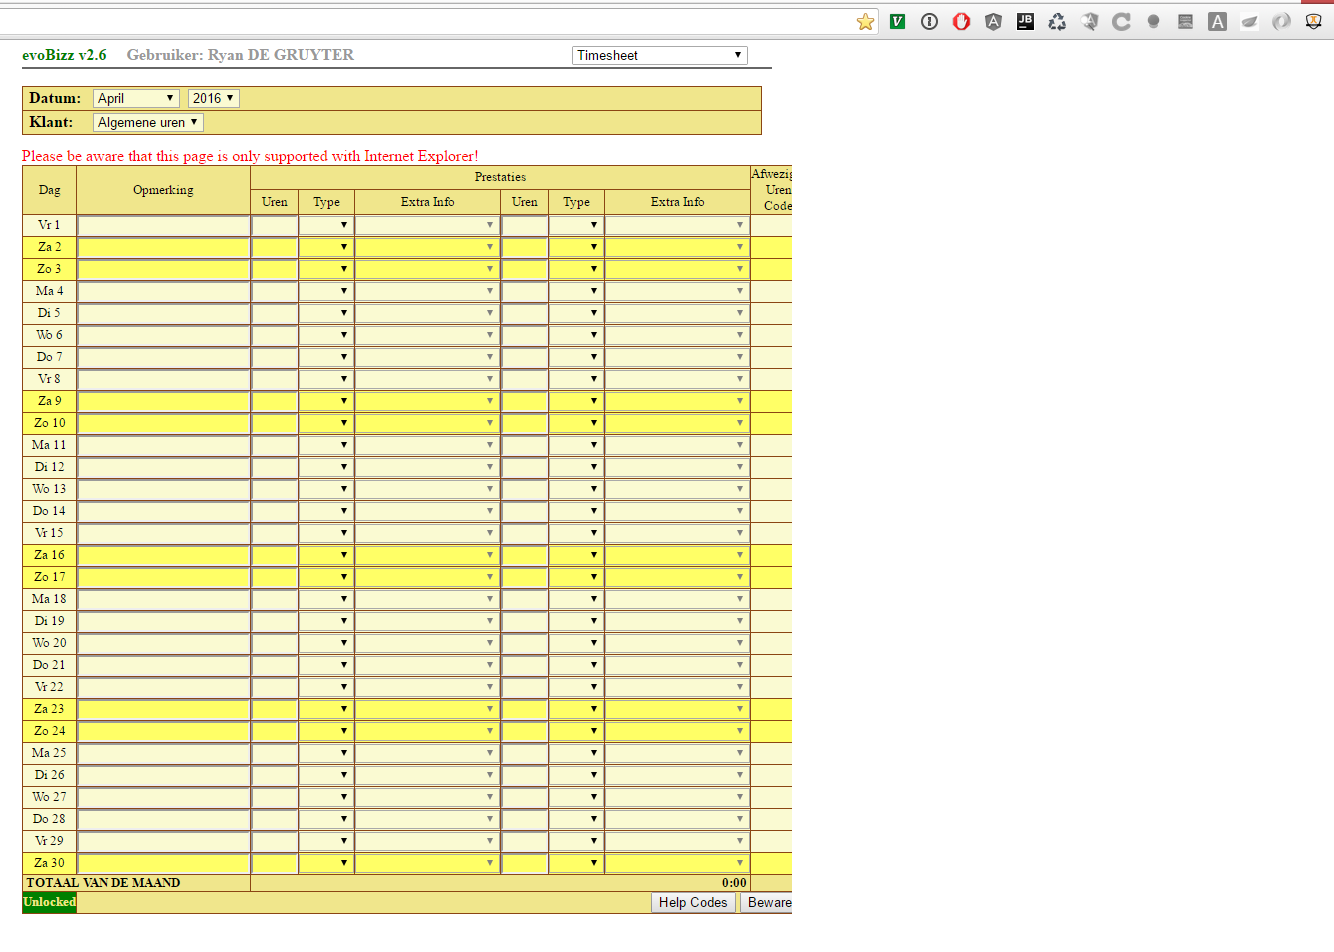 evoBizz v2.6 Gebruiker: Ryan DE GRUYTER Timesheet
Datum: April 2016
Klant: Algemene uren
Please be aware that this page is only supported with Internet Explorer!
Dag Opmerking Prestaties Afwezig
Uren
Code
Uren Type Extra Info Uren Type Extra Info
Vr 1
Za 2
Zo 3
Ma 4
Di 5
Wo 6
Do 7
Vr 8
Za 9
Zo 10
Ma 11
Di 12
Wo 13
Do 14
Vr 15
Za 16
Zo 17
Ma 18
Di 19
Wo 20
Do 21
Vr 22
Za 23
Zo 24
Ma 25
Di 26
Wo 27
Do 28
Vr 29
Za 30
TOTAAL VAN DE MAAND 0:00
Unlocked Help Codes Beware